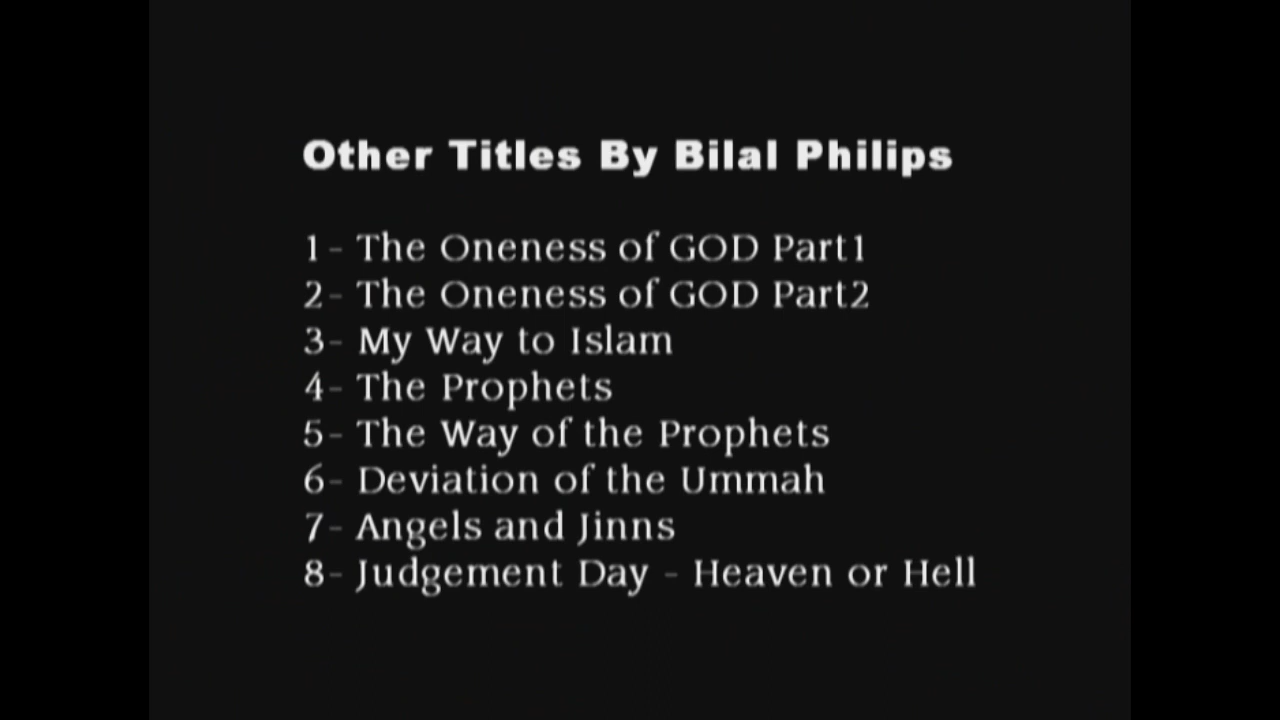 Other Titles By Bilal Philips
1- The Oneness of GOD Part1
2- The Oneness of GOD Part2
3- My Way to Islam
4- The Prophets
5- The Way of the Prophets
6- Deviation of the Ummah
7- Angels and Jinns
8- Judgement Day - Heaven or Hell